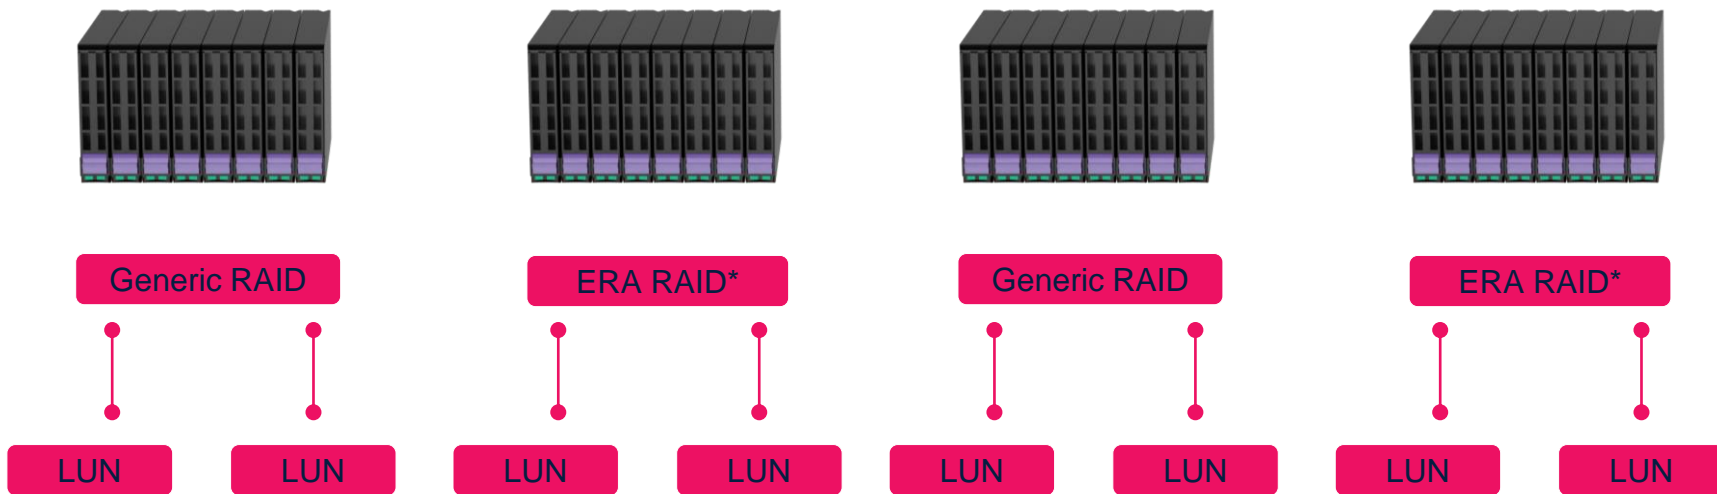 Generic RAID
ERA RAID*
Generic RAID
ERA RAID*
LUN
LUN
LUN
LUN
LUN
LUN
LUN
LUN